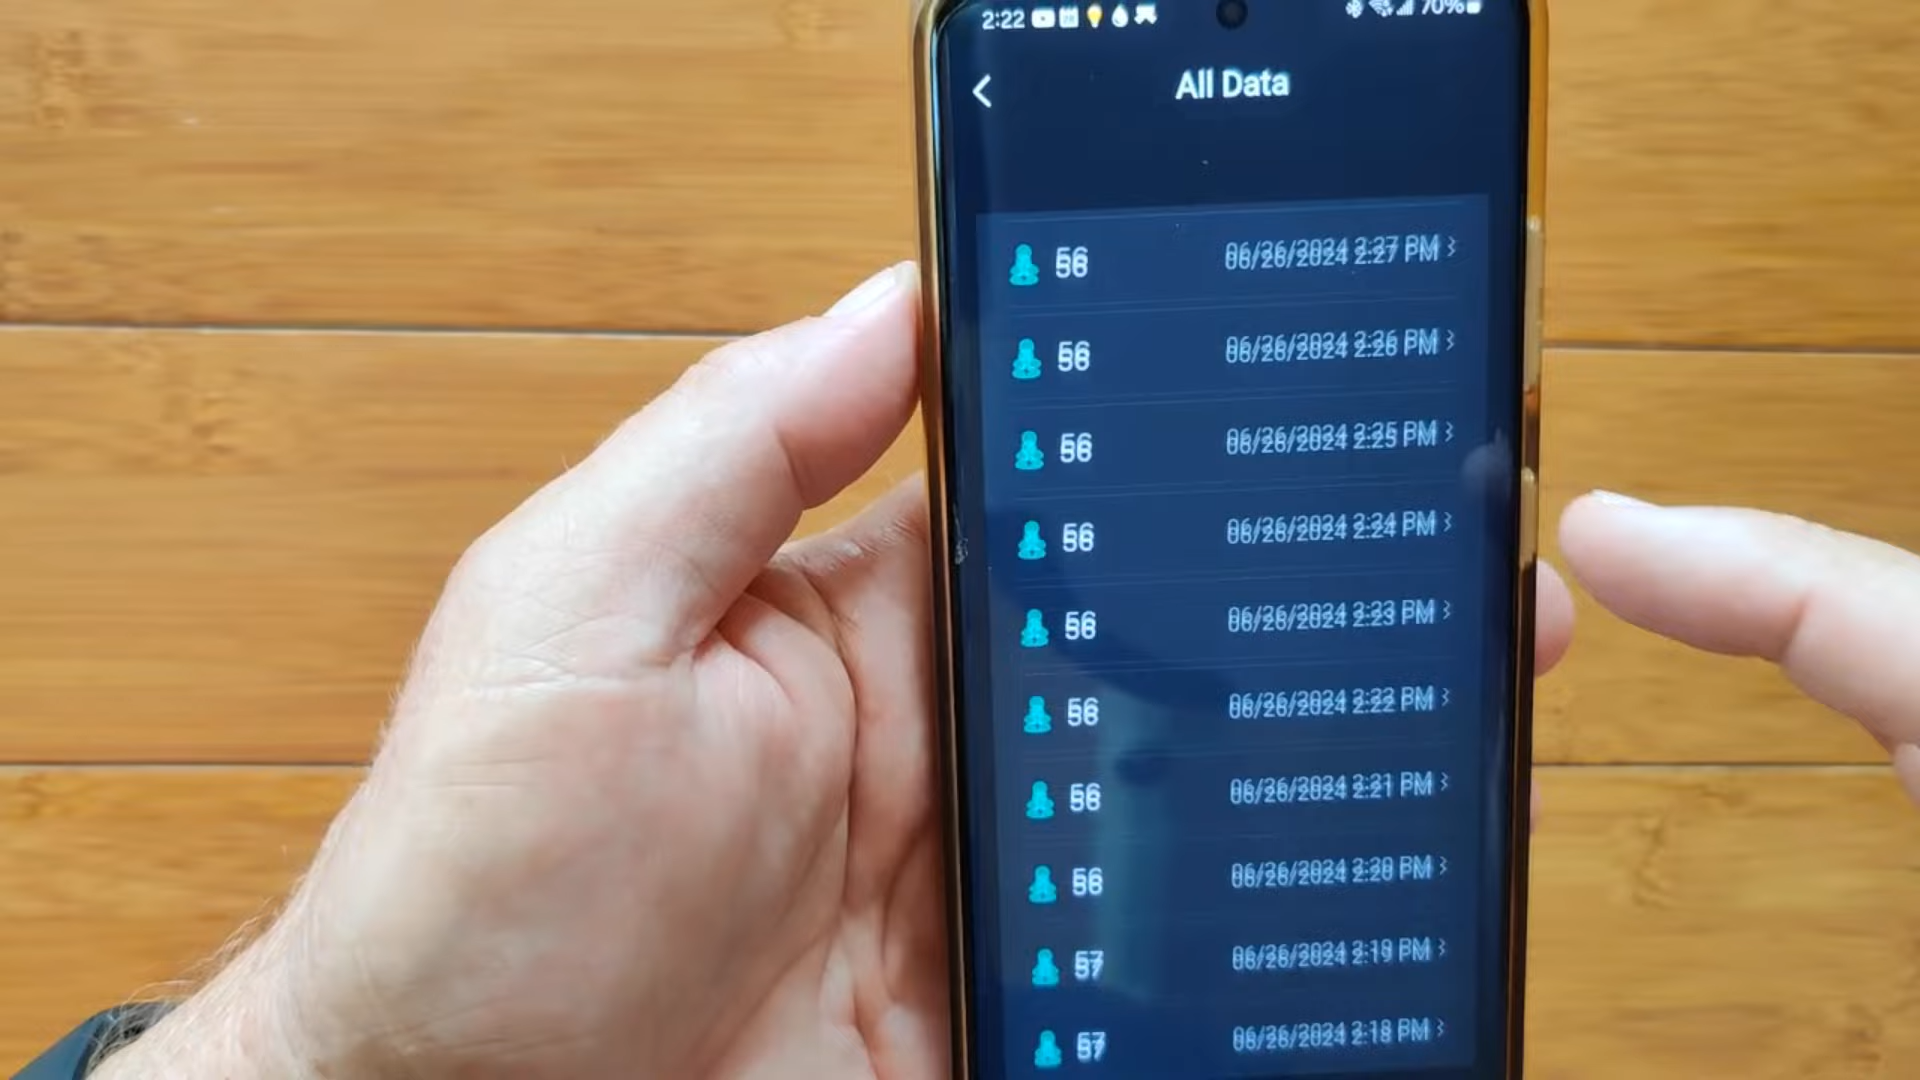 2:22 70%
All Data
56 06/26/2024 2:27 PM
56 06/26/2024 2:26 PM
56 06/26/2024 2:25 PM
56 06/26/2024 2:24 PM
56 06/26/2024 2:23 PM
56 06/26/2024 2:22 PM
56 06/26/2024 2:21 PM
56 06/26/2024 2:20 PM
57 06/26/2024 2:19 PM
57 06/26/2024 2:18 PM